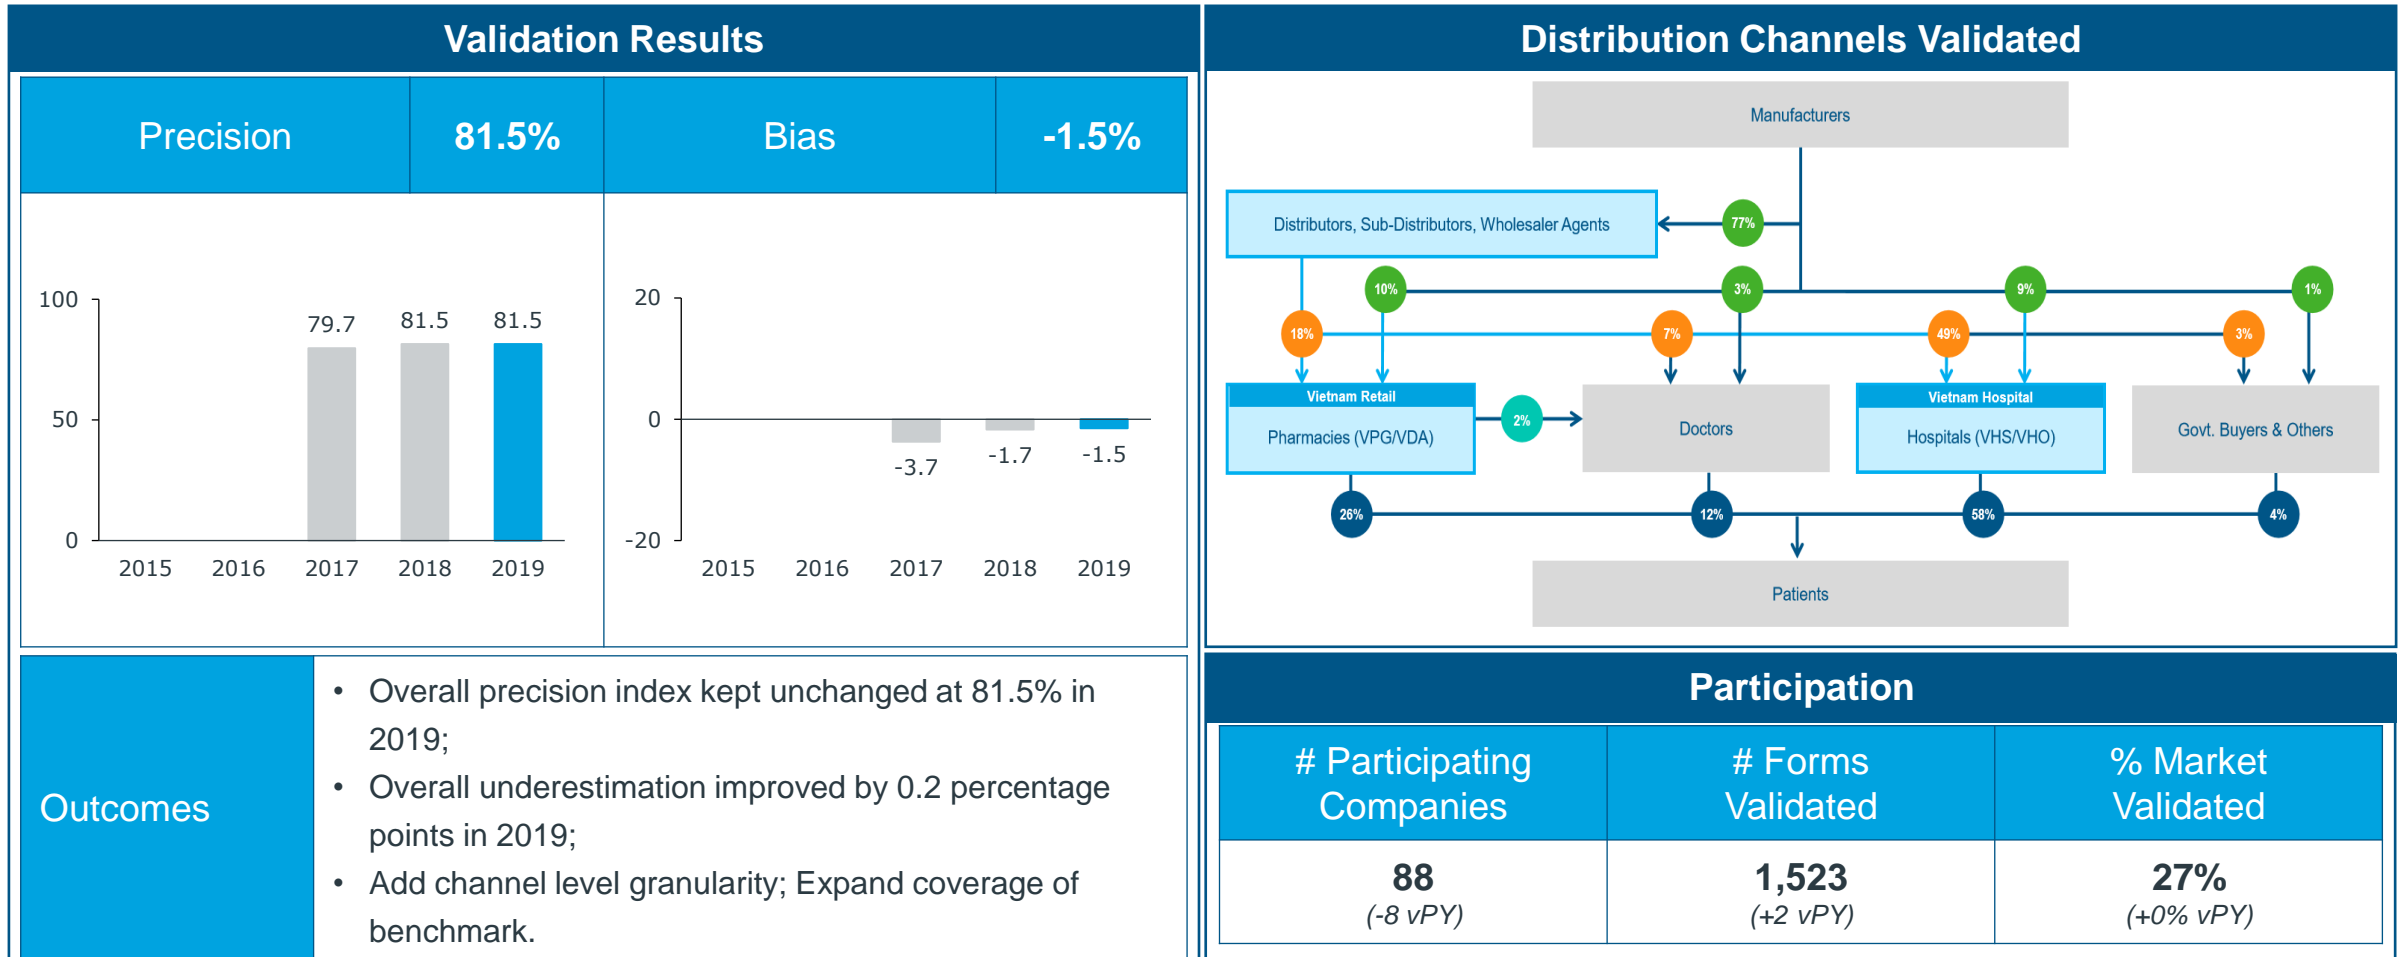 Validation Results
Precision
81.5%
Bias
-1.5%
100
50
0
79.7
81.5
81.5
2015
2016
2017
2018
2019
20
0
-20
-3.7
-1.7
-1.5
2015
2016
2017
2018
2019
Outcomes
• Overall precision index kept unchanged at 81.5% in
2019;
• Overall underestimation improved by 0.2 percentage
points in 2019;
• Add channel level granularity; Expand coverage of
benchmark.
Distribution Channels Validated
Manufacturers
Distributors, Sub-Distributors, Wholesaler Agents
77%
10%
3%
9%
1%
18%
7%
49%
3%
Vietnam Retail
Pharmacies (VPG/VDA)
2%
Doctors
Vietnam Hospital
Hospitals (VHS/VHO)
Govt. Buyers & Others
26%
12%
58%
4%
Patients
Participation
# Participating
Companies
# Forms
Validated
% Market
Validated
88
(-8 vPY)
1,523
(+2 vPY)
27%
(+0% vPY)